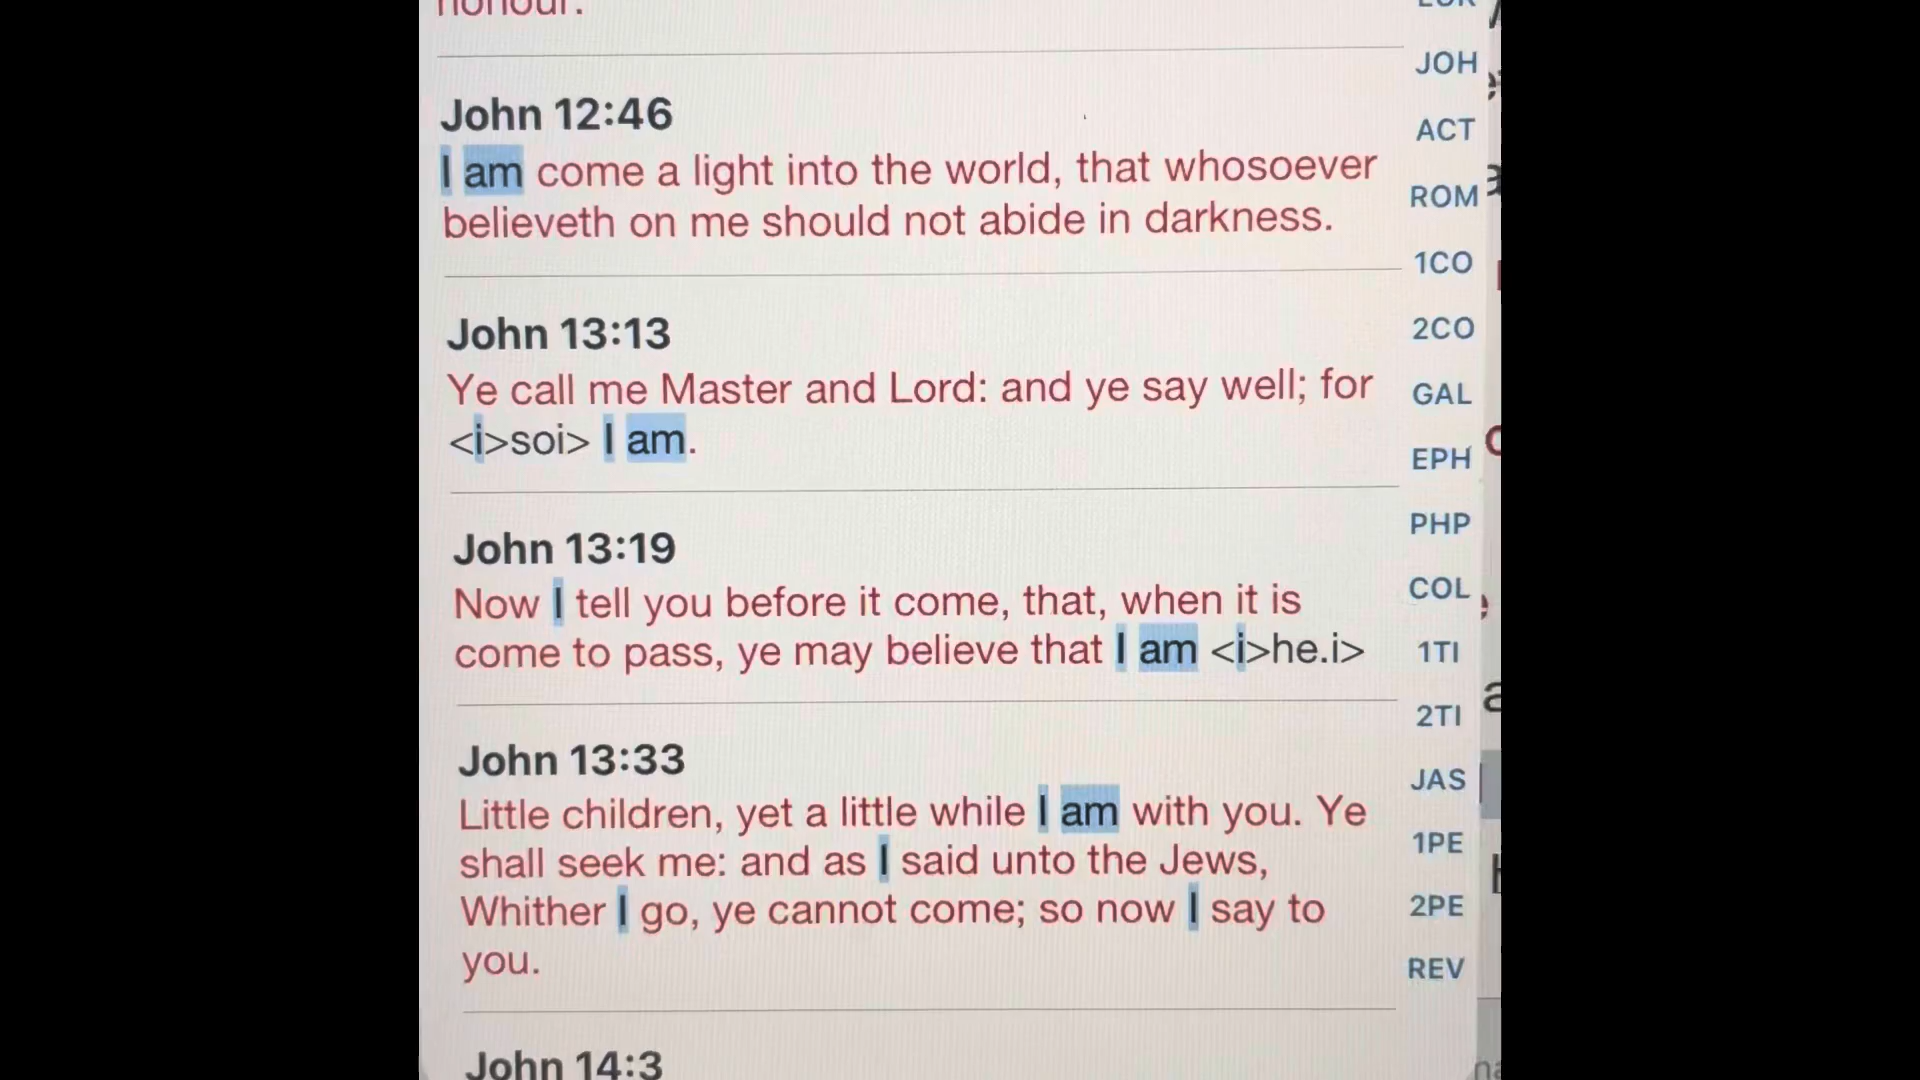 honour.
John 12:46
I am come a light into the world, that whosoever
believeth on me should not abide in darkness.
John 13:13
Ye call me Master and Lord: and ye say well; for
<i>soi> I am.
John 13:19
Now I tell you before it come, that, when it is
come to pass, ye may believe that I am <i>he.i>
John 13:33
Little children, yet a little while I am with you. Ye
shall seek me: and as I said unto the Jews,
Whither I go, ye cannot come; so now I say to
you.
John 14:3
JOH
ACT
ROM
1CO
2CO
GAL
EPH
PHP
COL
1TI
2TI
JAS
1PE
2PE
REV